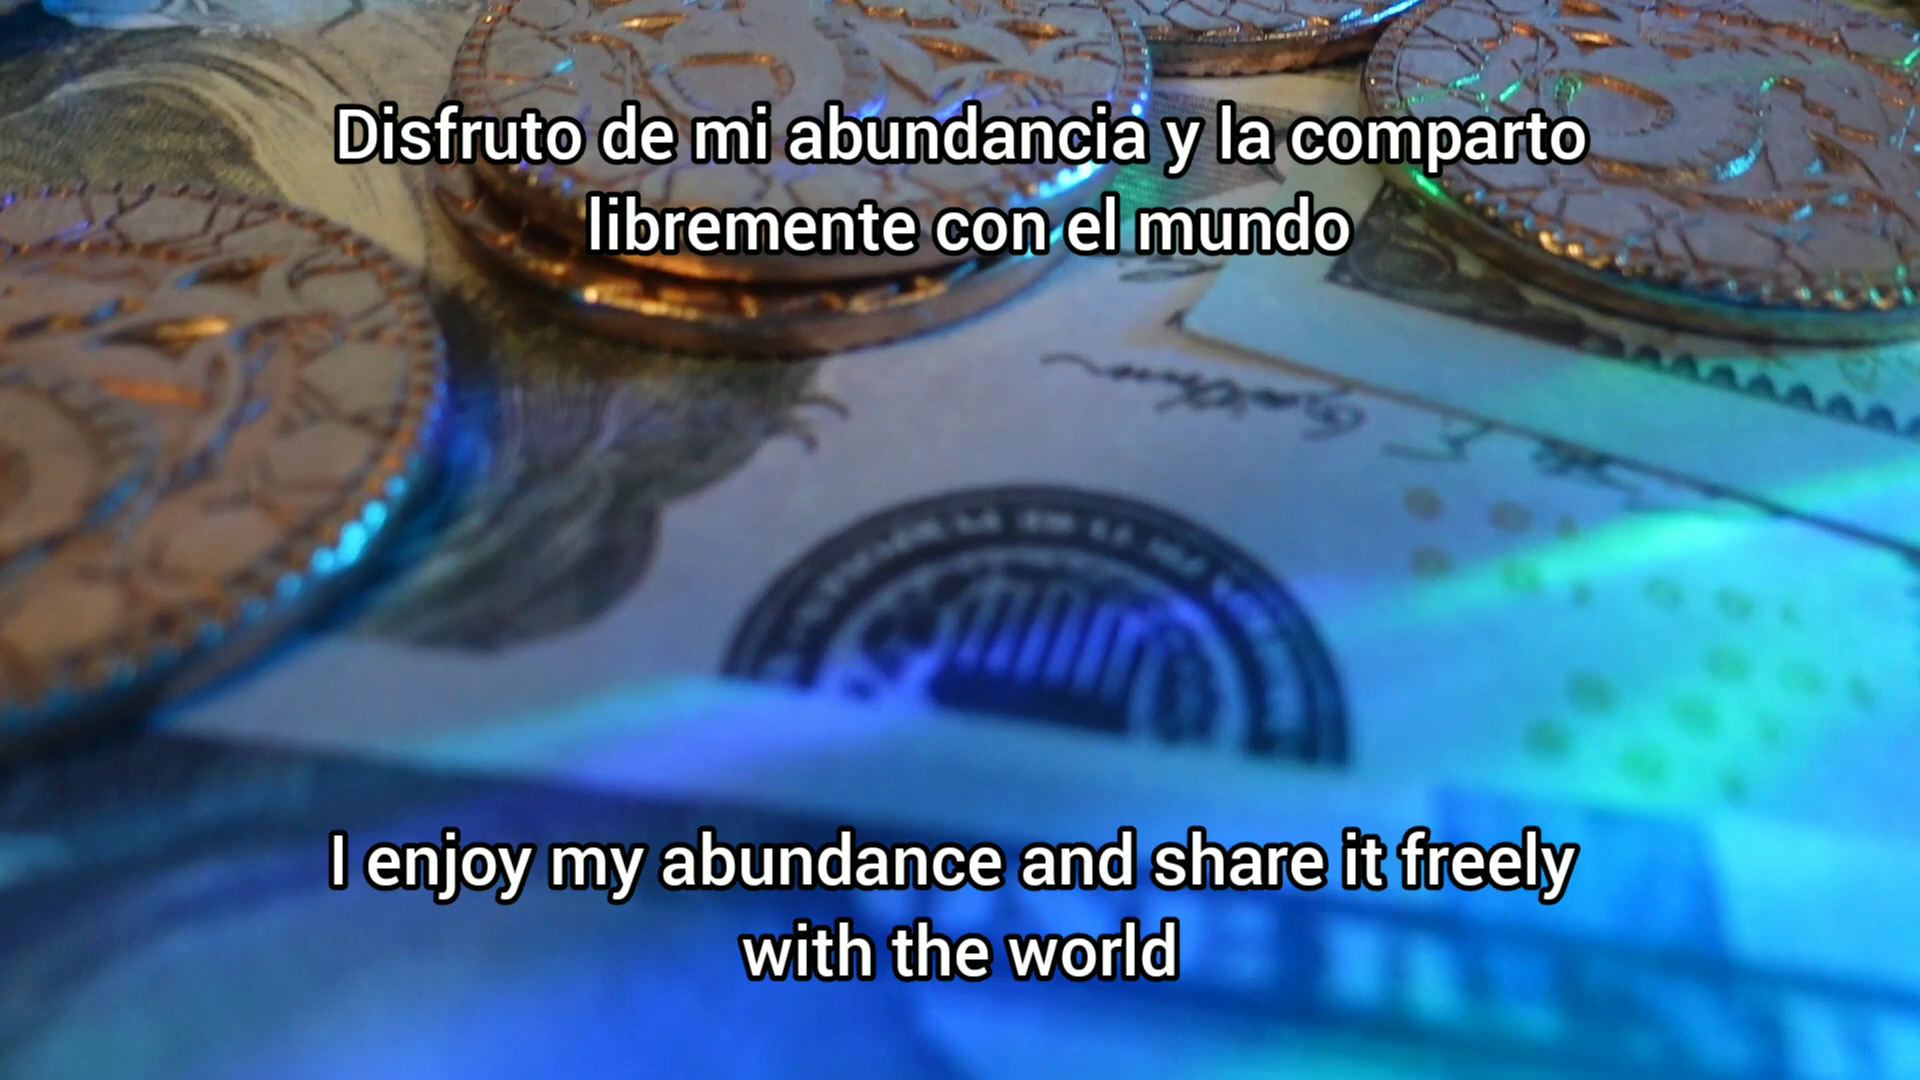 Disfruto de mi abundancia y la comparto
libremente con el mundo
I enjoy my abundance and share it freely
with the world